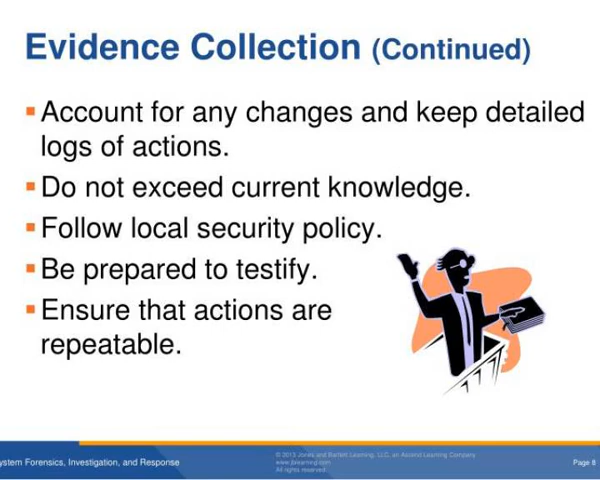 Evidence Collection (Continued)
Account for any changes and keep detailed
logs of actions.
Do not exceed current knowledge.
Follow local security policy.
Be prepared to testify.
Ensure that actions are
repeatable.
© 2013 Jones and Bartlett Learning, LLC, an Ascend Learning Company
www.jblearning.com
All rights reserved.
ystem Forensics, Investigation, and Response
Page 8